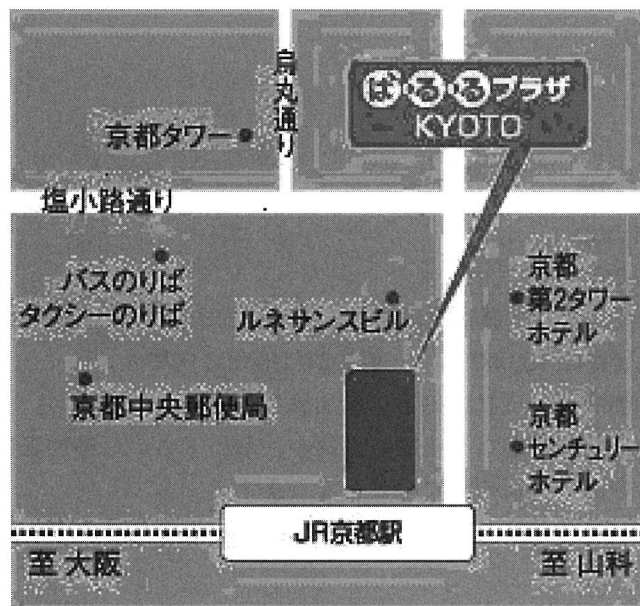 烏丸通り
ぱ・る・るプラザ
KYOTO
京都タワー
塩小路通り
バスのりば
タクシーのりば
ルネサンスビル
京都
第2タワー
ホテル
京都中央郵便局
京都
センチュリー
ホテル
JR京都駅
至 大阪
至 山科